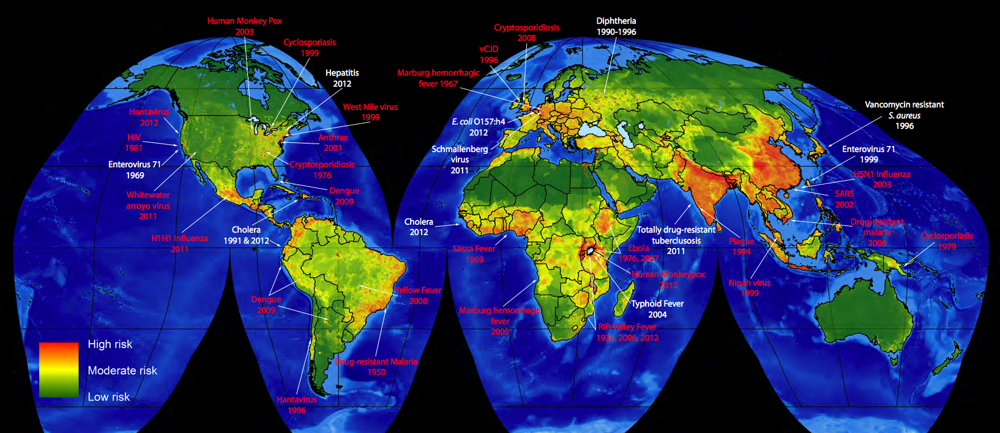 Human Monkey Pox
2003
Cyclosporiasis
1999
Hepatitis
2012
West Nile virus
1999
Hantavirus
2012
HIV
1981
Anthrax
2001
Enterovirus 71
1969
Cryptosporidiosis
1976
Whitewater
arroyo virus
2011
Dengue
2009
H1H1 Influenza
2011
Cholera
1991 & 2012
Dengue
2009
Yellow Fever
2008
Drug-resistant Malaria
1950
Hantavirus
1996
High risk
Moderate risk
Low risk
Cryptosporidiosis
2008
Diphtheria
1990-1996
vCJD
1996
Marburg hemorrhagic
fever 1967
E. coli O157:h4
2012
Schmallenberg
virus
2011
Cholera
2012
Lassa Fever
1969
Marburg hemorrhagic
fever
2005
Ebola
1976, 2007
Human Monkeypox
2012
Typhoid Fever
2004
Rift Valley Fever
1931, 2006, 2012
Totally drug-resistant
tuberclusosis
2011
Plague
1994
Nipah virus
1999
Vancomycin resistant
S. aureus
1996
Enterovirus 71
1999
H5N1 Influenza
2003
SARS
2002
Drug-resistant
malaria
2006
Cyclosporiasis
1979